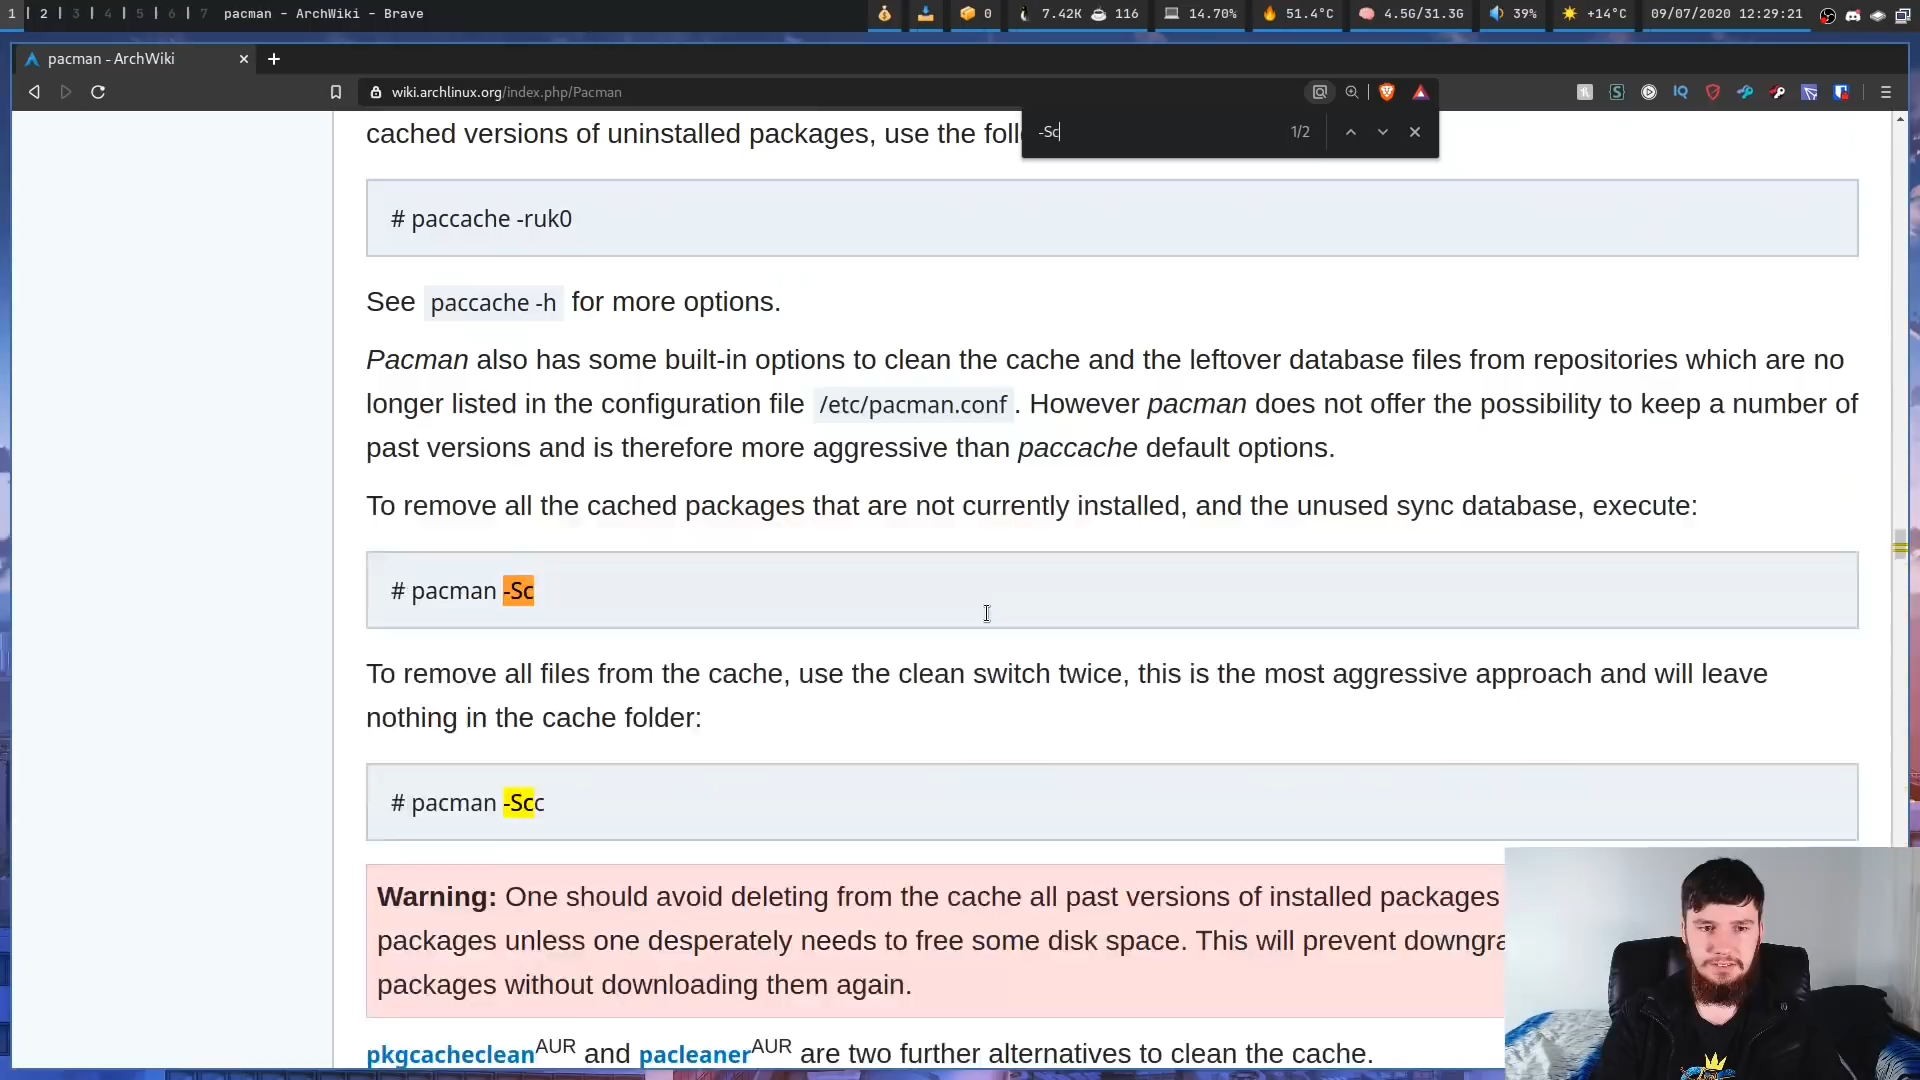 1 | 2 | 3 | 4 | 5 | 6 | 7 pacman - ArchWiki - Brave 0 7.42K 116 14.70% 51.4°C 4.5G/31.3G 39% +14°C 09/07/2020 12:29:21
pacman - ArchWiki
wiki.archlinux.org/index.php/Pacman
-Sc 1/2
cached versions of uninstalled packages, use the foll
# paccache -ruk0
See paccache -h for more options.
Pacman also has some built-in options to clean the cache and the leftover database files from repositories which are no
longer listed in the configuration file /etc/pacman.conf . However pacman does not offer the possibility to keep a number of
past versions and is therefore more aggressive than paccache default options.
To remove all the cached packages that are not currently installed, and the unused sync database, execute:
# pacman -Sc
To remove all files from the cache, use the clean switch twice, this is the most aggressive approach and will leave
nothing in the cache folder:
# pacman -Scc
Warning: One should avoid deleting from the cache all past versions of installed packages
packages unless one desperately needs to free some disk space. This will prevent downgra
packages without downloading them again.
pkgcacheclean AUR and pacleaner AUR are two further alternatives to clean the cache.